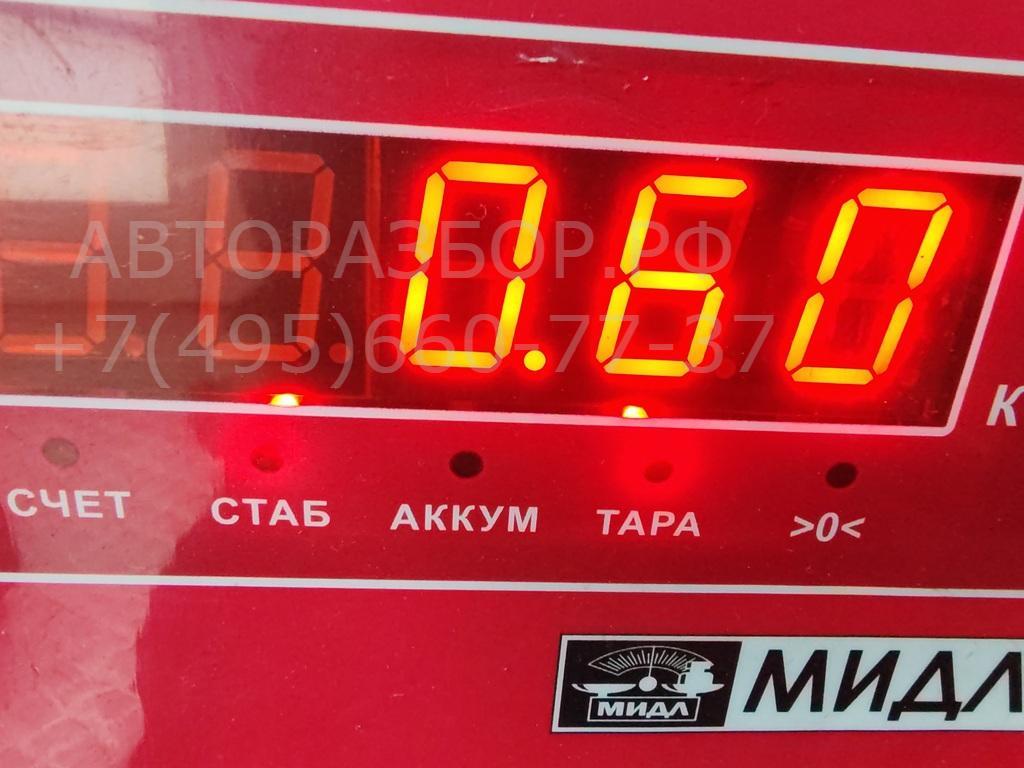 0.60
АВТОРАЗБОР.РФ
+7(495)660-77-37
К
СЧЕТ СТАБ АККУМ ТАРА >0<
МИДЛ МИДЛ